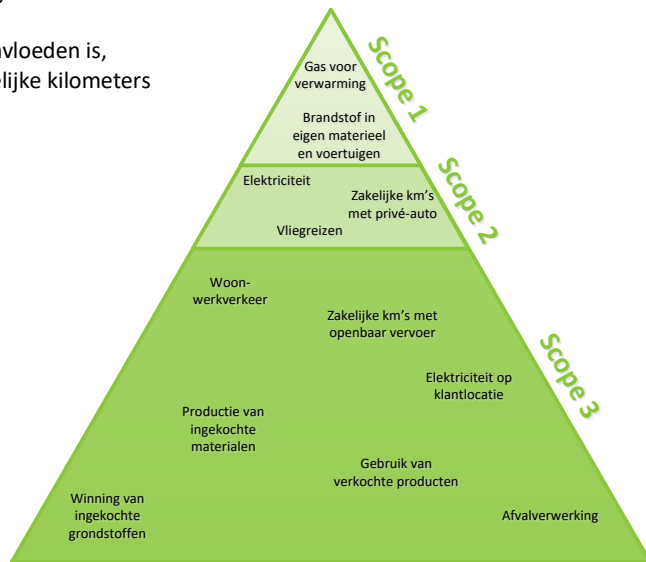 vloeden is,
elijke kilometers
Gas voor
verwarming
Brandstof in
eigen materieel
en voertuigen
Scope 1
Elektriciteit
Zakelijke km's
met privé-auto
Vliegreizen
Scope 2
Woon-
werkverkeer
Zakelijke km's met
openbaar vervoer
Elektriciteit op
klantlocatie
Scope 3
Productie van
ingekochte
materialen
Gebruik van
verkochte producten
Winning van
ingekochte
grondstoffen
Afvalverwerking